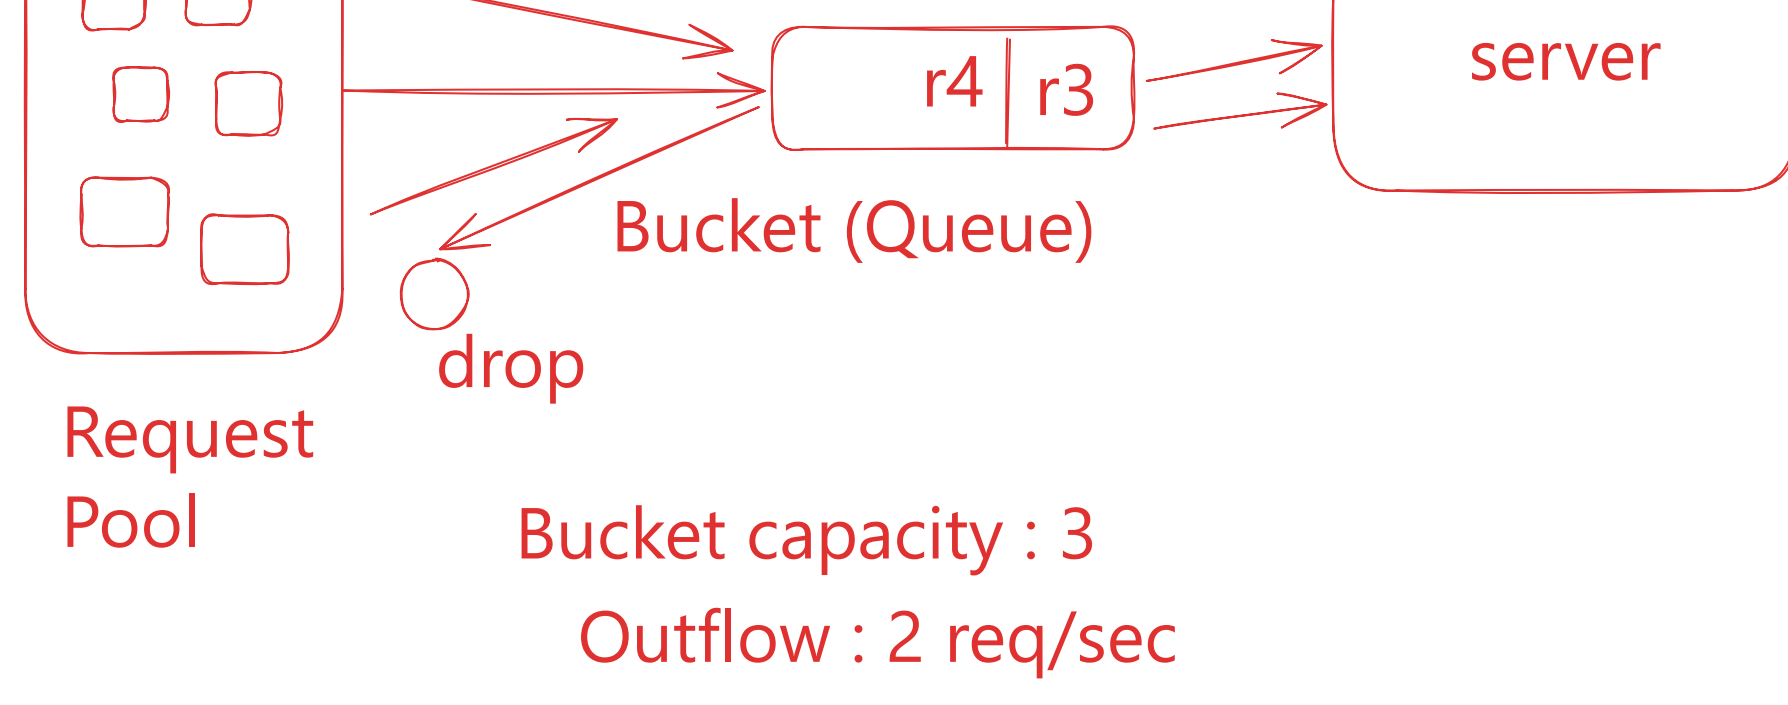 server
r4
r3
Bucket (Queue)
drop
Request
Pool
Bucket capacity : 3
Outflow : 2 req/sec